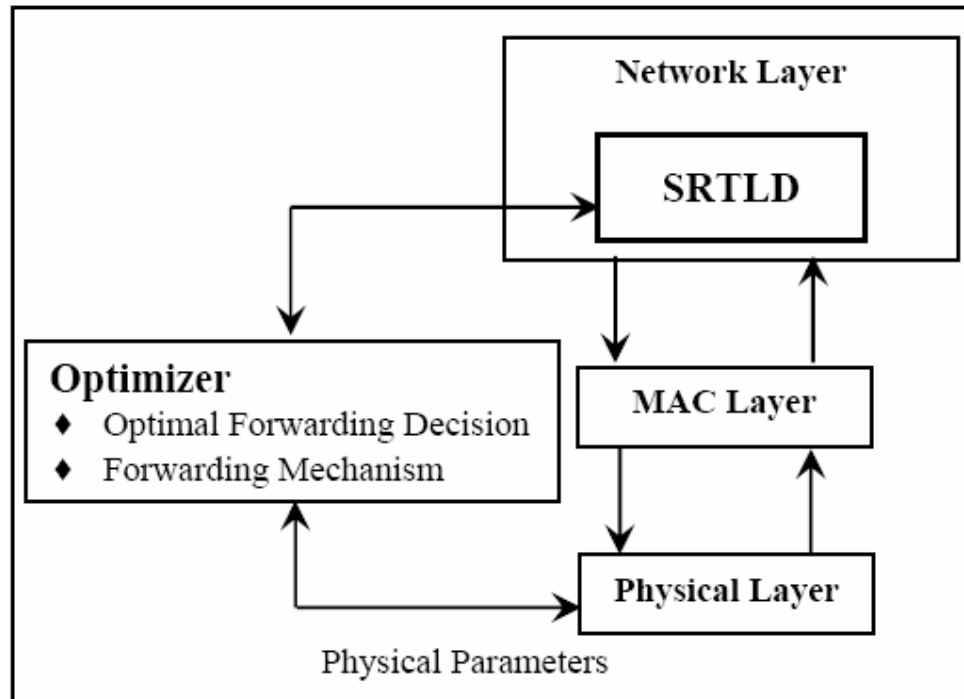 Network Layer
SRTLD
Optimizer
♦ Optimal Forwarding Decision
♦ Forwarding Mechanism
MAC Layer
Physical Layer
Physical Parameters